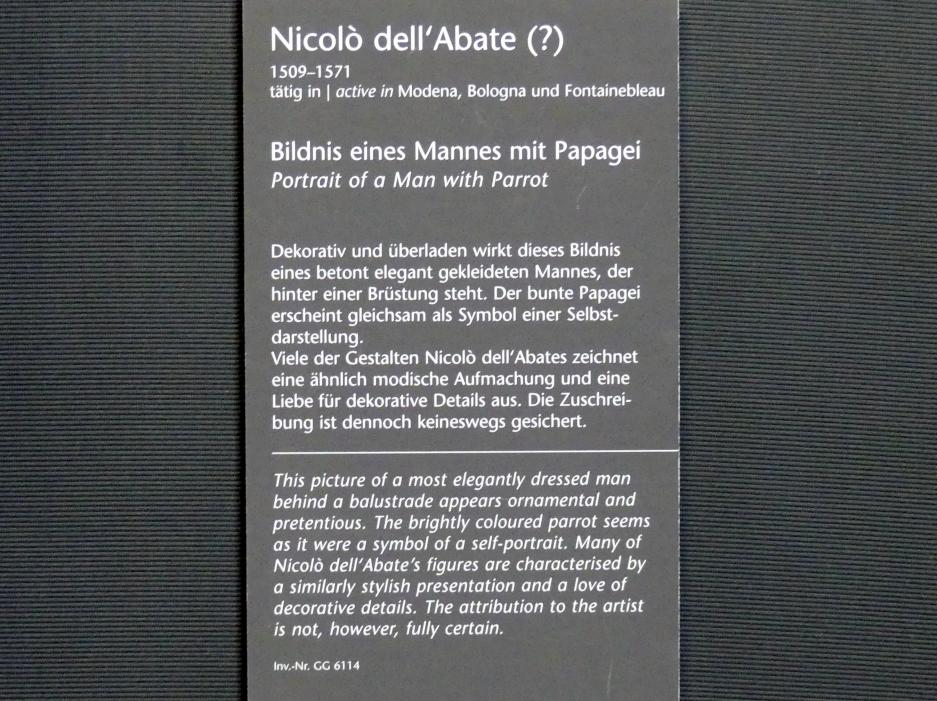 Nicolò dell'Abate (?)
1509–1571
tätig in | active in Modena, Bologna und Fontainebleau
Bildnis eines Mannes mit Papagei
Portrait of a Man with Parrot
Dekorativ und überladen wirkt dieses Bildnis
eines betont elegant gekleideten Mannes, der
hinter einer Brüstung steht. Der bunte Papagei
erscheint gleichsam als Symbol einer Selbst-
darstellung.
Viele der Gestalten Nicolò dell'Abates zeichnet
eine ähnlich modische Aufmachung und eine
Liebe für dekorative Details aus. Die Zuschrei-
bung ist dennoch keineswegs gesichert.
This picture of a most elegantly dressed man
behind a balustrade appears ornamental and
pretentious. The brightly coloured parrot seems
as it were a symbol of a self-portrait. Many of
Nicolò dell'Abate's figures are characterised by
a similarly stylish presentation and a love of
decorative details. The attribution to the artist
is not, however, fully certain.
Inv.-Nr. GG 6114